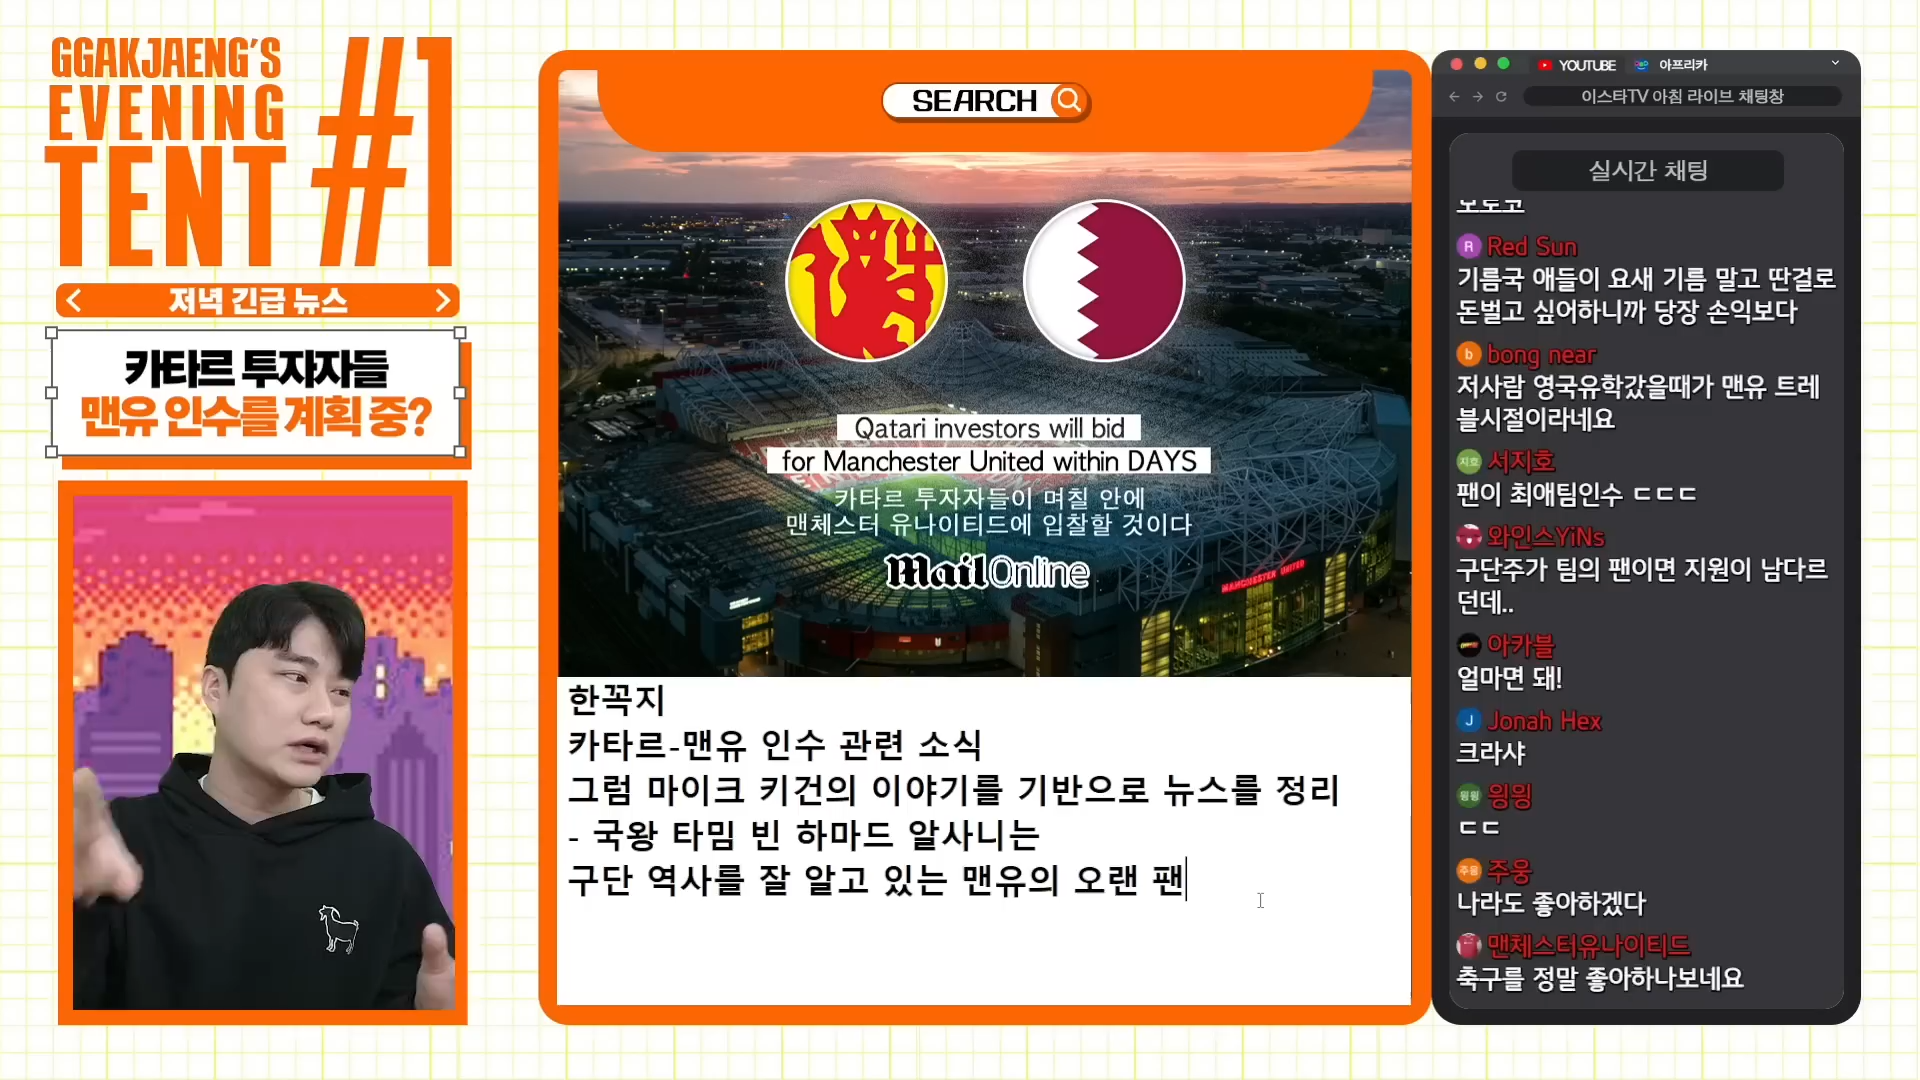 GGAKJAENG'S
EVENING
TENT
#1
저녁 긴급 뉴스
카타르 투자자들
맨유 인수를 계획 중?
SEARCH
Qatari investors will bid
for Manchester United within DAYS
카타르 투자자들이 며칠 안에
맨체스터 유나이티드에 입찰할 것이다
Mail Online
MANCHESTER UNITED
한꼭지
카타르-맨유 인수 관련 소식
그럼 마이크 키건의 이야기를 기반으로 뉴스를 정리
- 국왕 타밈 빈 하마드 알사니는
구단 역사를 잘 알고 있는 맨유의 오랜 팬
YOUTUBE
아프리카
이스타TV 아침 라이브 채팅창
실시간 채팅
R Red Sun
기름국 애들이 요새 기름 말고 딴걸로
돈벌고 싶어하니까 당장 손익보다
b bong near
저사람 영국유학갔을때가 맨유 트레
블시절이라네요
지호 서지호
팬이 최애팀인수 ㄷㄷㄷ
와인스YiNs
구단주가 팀의 팬이면 지원이 남다르
던데..
아카블
얼마면 돼!
J Jonah Hex
크라샤
ㄷㄷ
주웅 주웅
나라도 좋아하겠다
맨체스터유나이티드
축구를 정말 좋아하나보네요